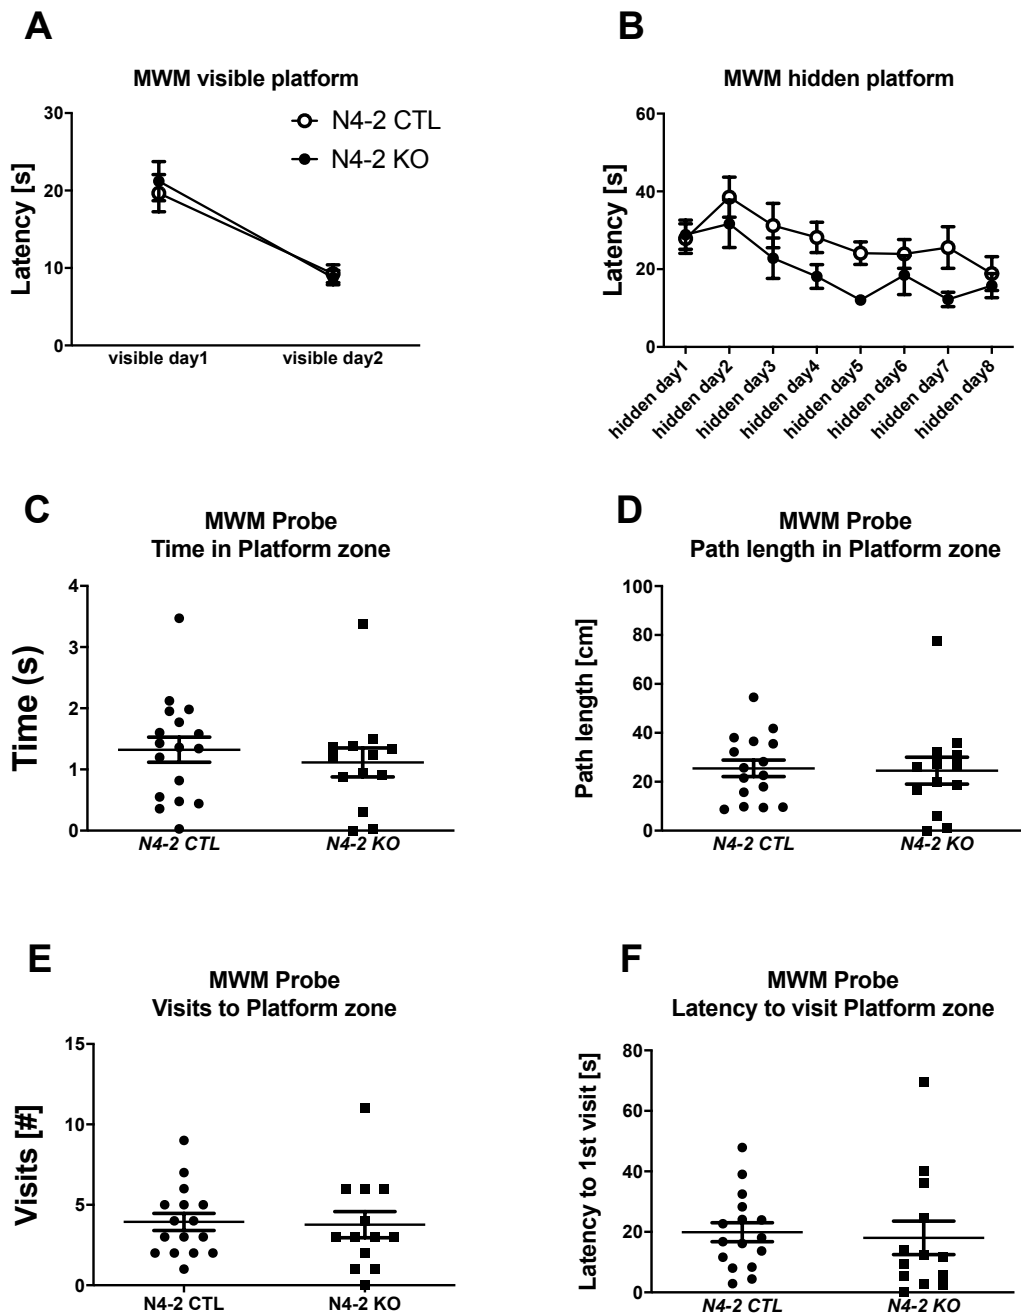 A
MWM visible platform
Latency [s]
30
20
10
0
N4-2 CTL
N4-2 KO
visible day1 visible day2
B
MWM hidden platform
Latency [s]
60
40
20
0
hidden day1
hidden day2
hidden day3
hidden day4
hidden day5
hidden day6
hidden day7
hidden day8
C
MWM Probe
Time in Platform zone
Time (s)
4
3
2
1
0
N4-2 CTL N4-2 KO
D
MWM Probe
Path length in Platform zone
Path length [cm]
100
80
60
40
20
0
N4-2 CTL N4-2 KO
E
MWM Probe
Visits to Platform zone
Visits [#]
15
10
5
0
N4-2 CTL N4-2 KO
F
MWM Probe
Latency to visit Platform zone
Latency to 1st visit [s]
80
60
40
20
0
N4-2 CTL N4-2 KO